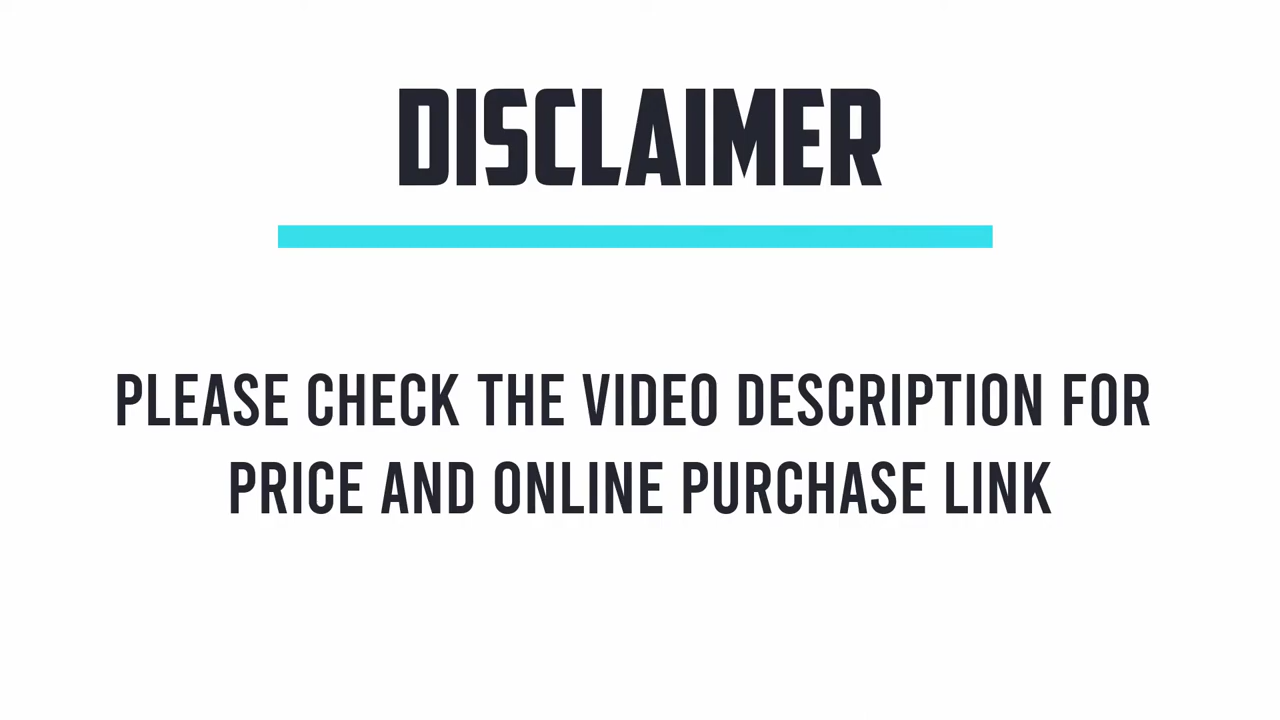 DISCLAIMER
PLEASE CHECK THE VIDEO DESCRIPTION FOR
PRICE AND ONLINE PURCHASE LINK